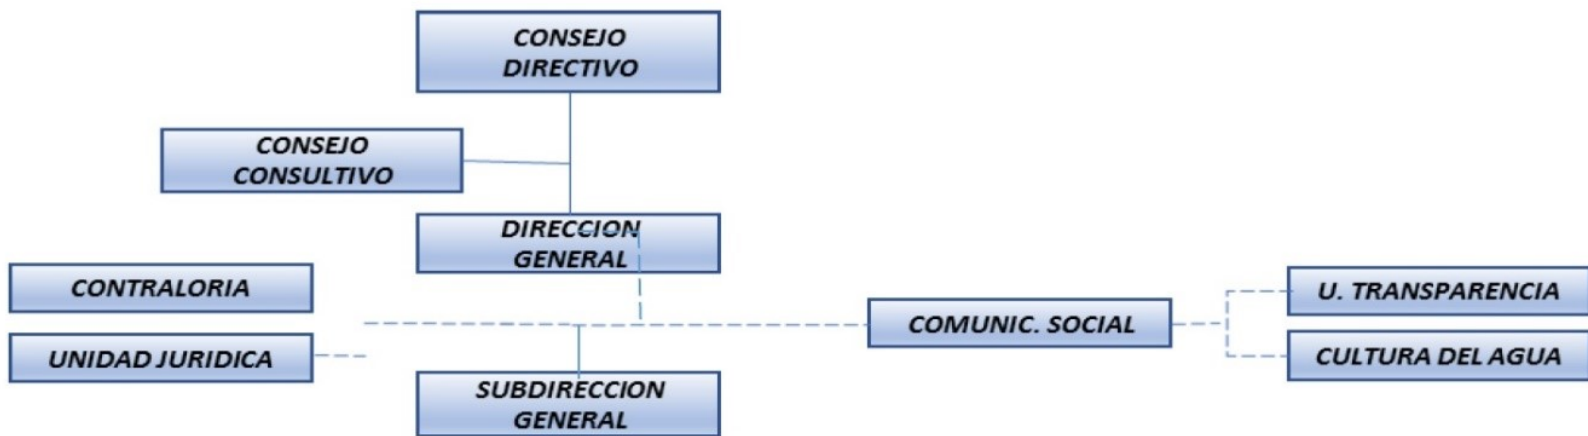 CONSEJO
DIRECTIVO
CONSEJO
CONSULTIVO
DIRECCION
GENERAL
CONTRALORIA
UNIDAD JURIDICA
COMUNIC. SOCIAL
U. TRANSPARENCIA
CULTURA DEL AGUA
SUBDIRECCION
GENERAL